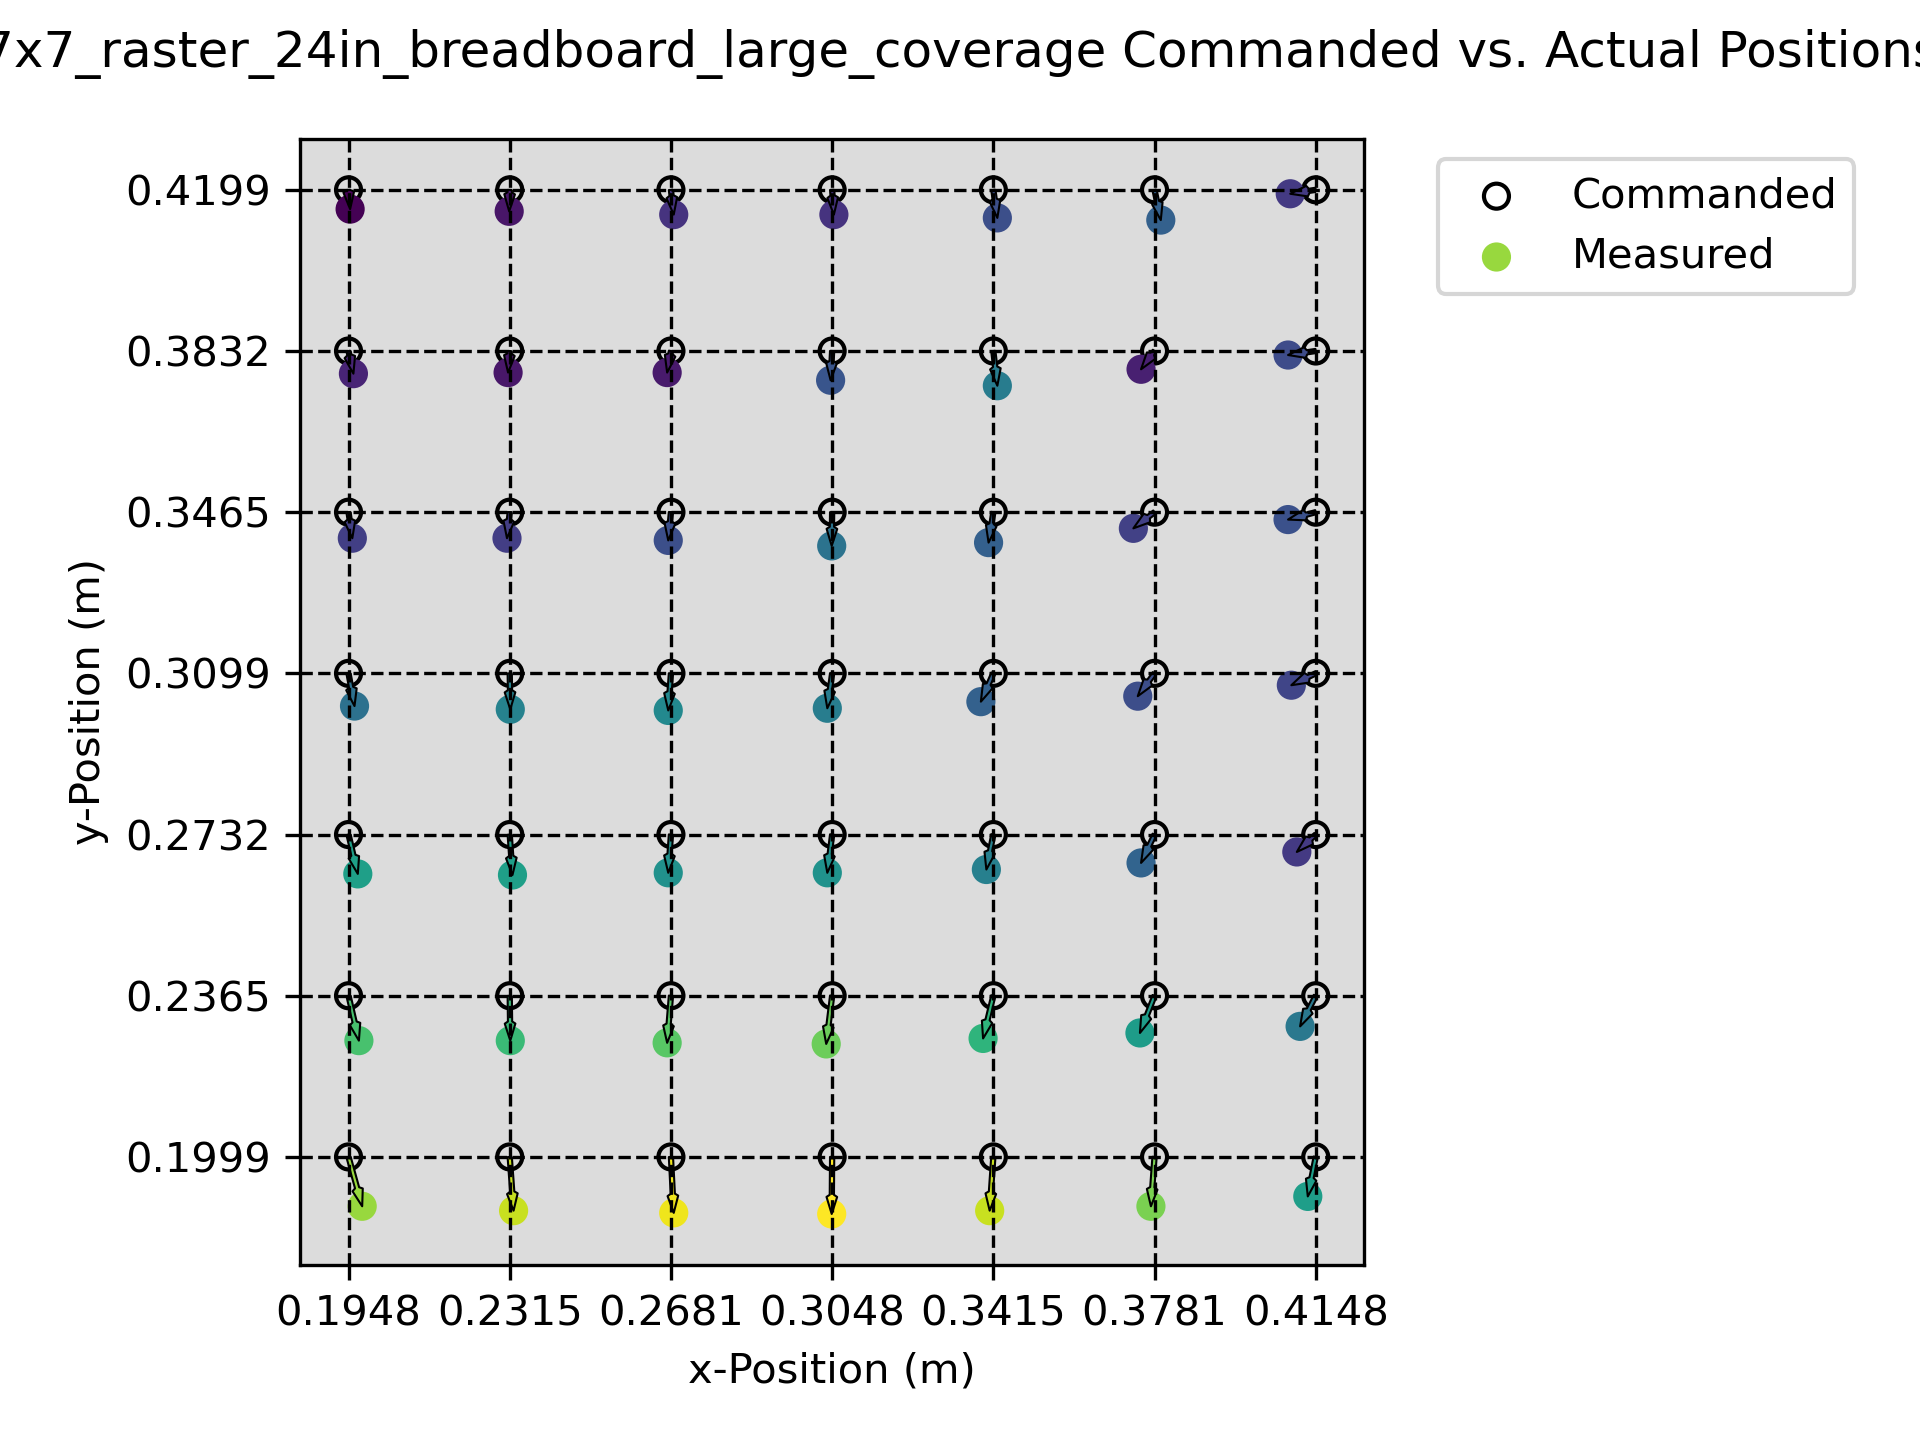 7x7_raster_24in_breadboard_large_coverage Commanded vs. Actual Positions
Commanded
Measured
0.4199
0.3832
0.3465
0.3099
0.2732
0.2365
0.1999
y-Position (m)
0.1948 0.2315 0.2681 0.3048 0.3415 0.3781 0.4148
x-Position (m)